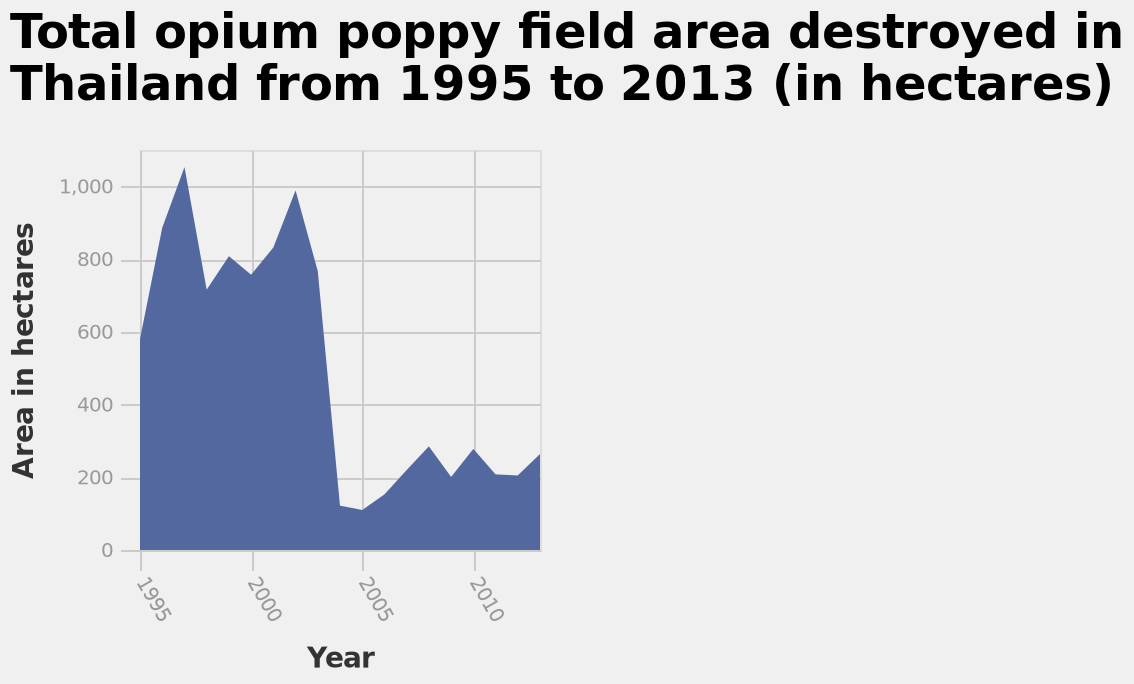 Total opium poppy field area destroyed in
Thailand from 1995 to 2013 (in hectares)
Area in hectares
1,000
800
600
400
200
0
1995
2000
2005
2010
Year